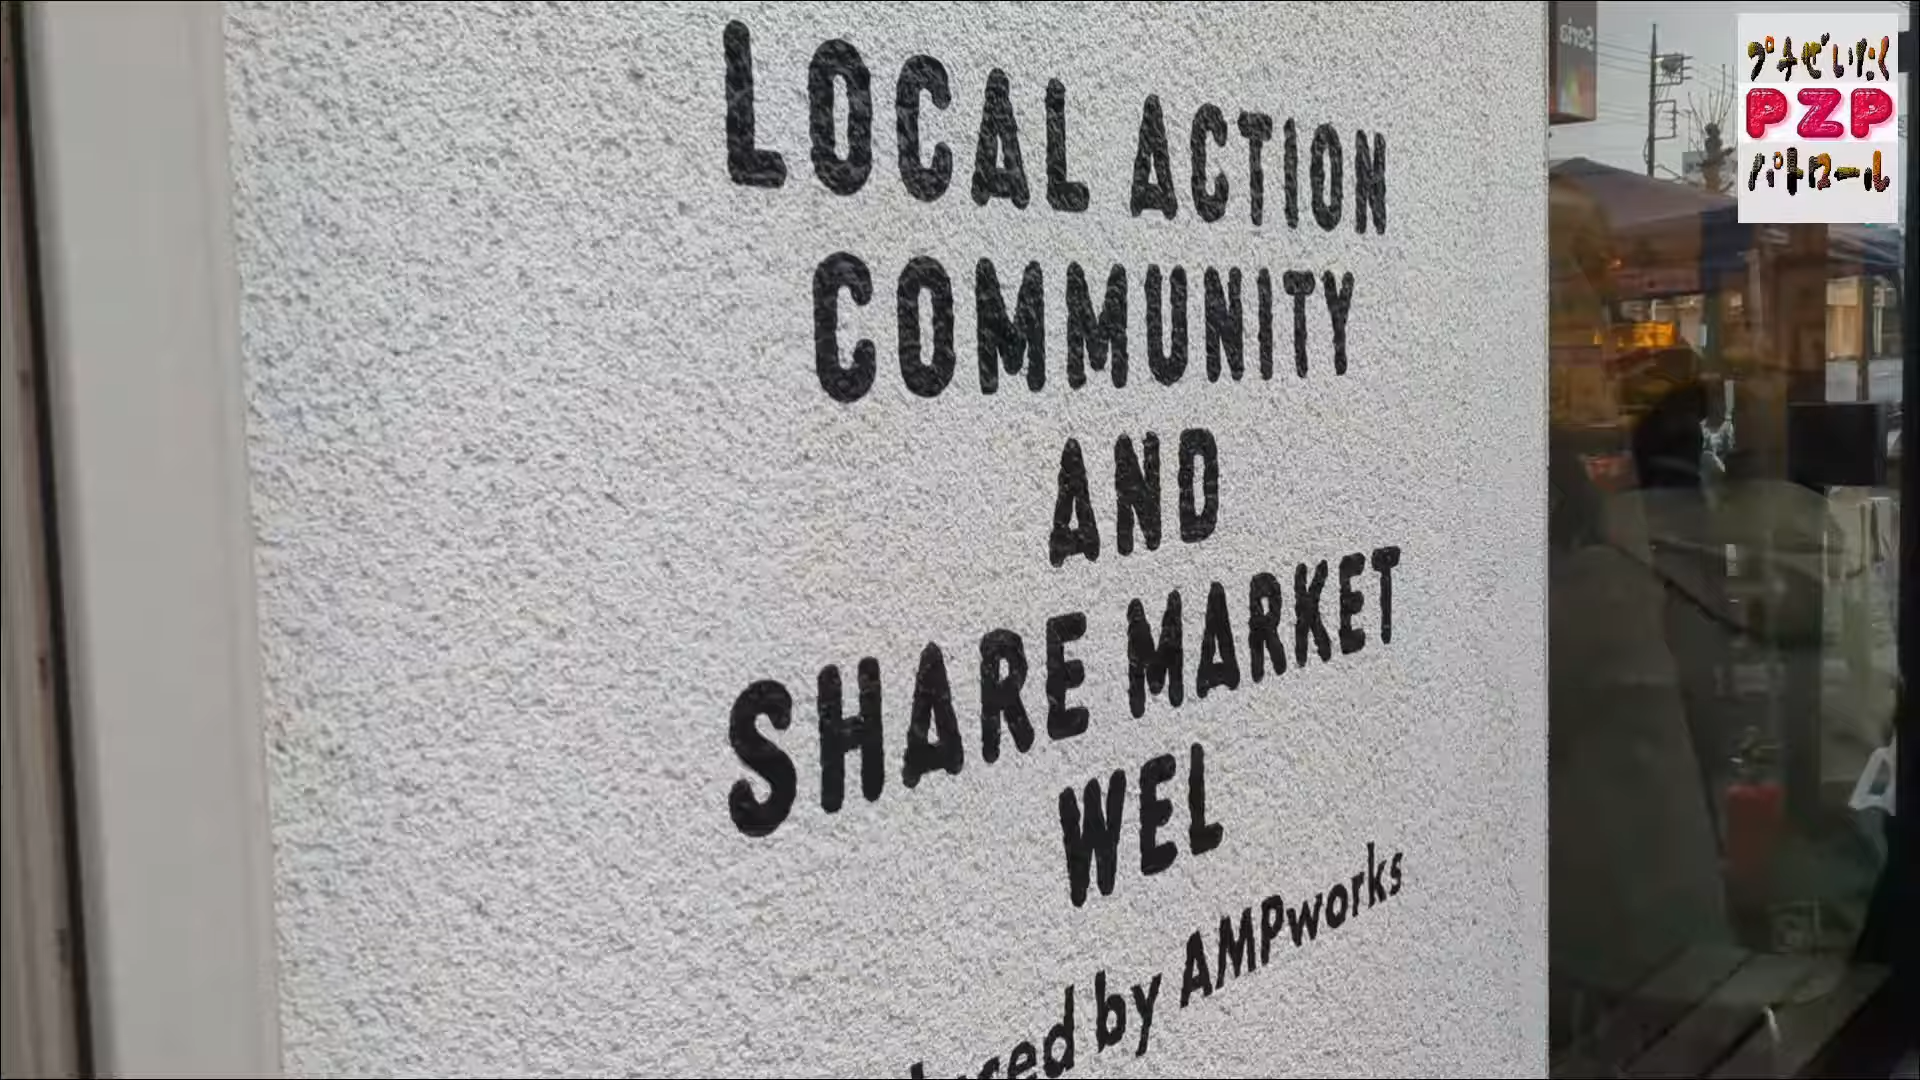 LOCAL ACTION
COMMUNITY
AND
SHARE MARKET
WEL
by AMPworks
Seria
プチぜいたく
PZP
パトロール